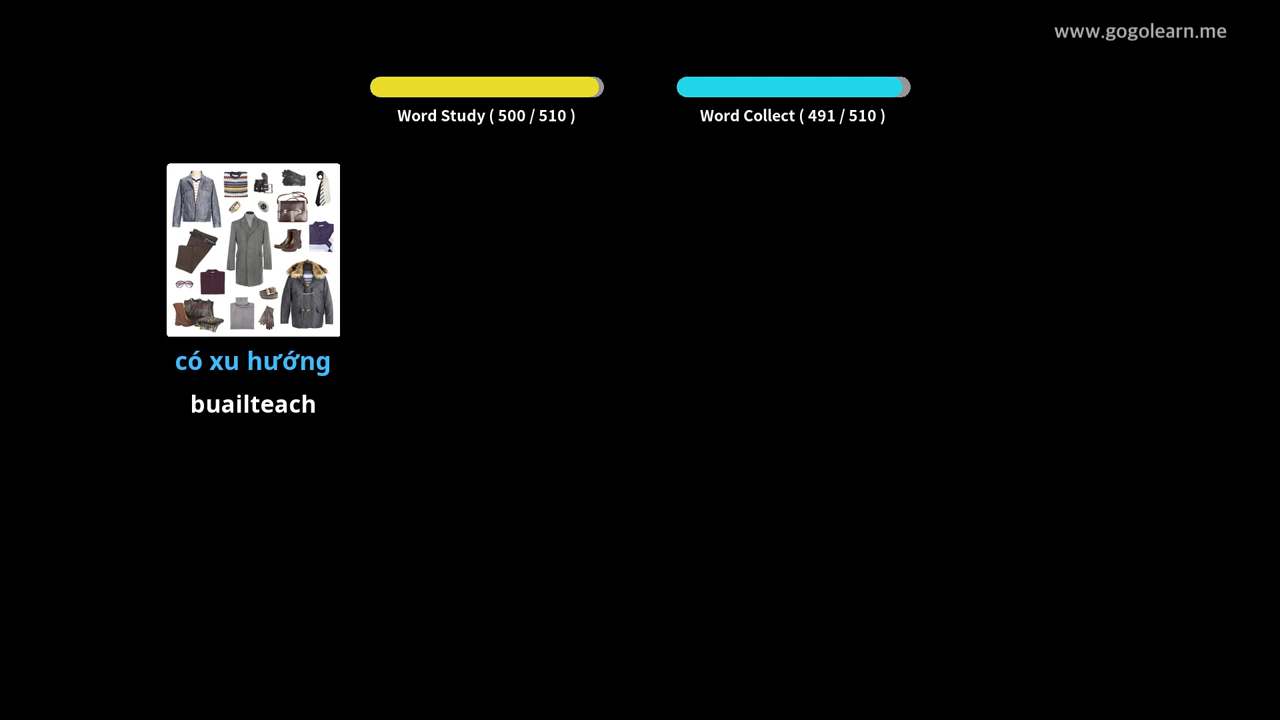 www.gogolearn.me
Word Study ( 500 / 510 )
Word Collect ( 491 / 510 )
có xu hướng
buailteach